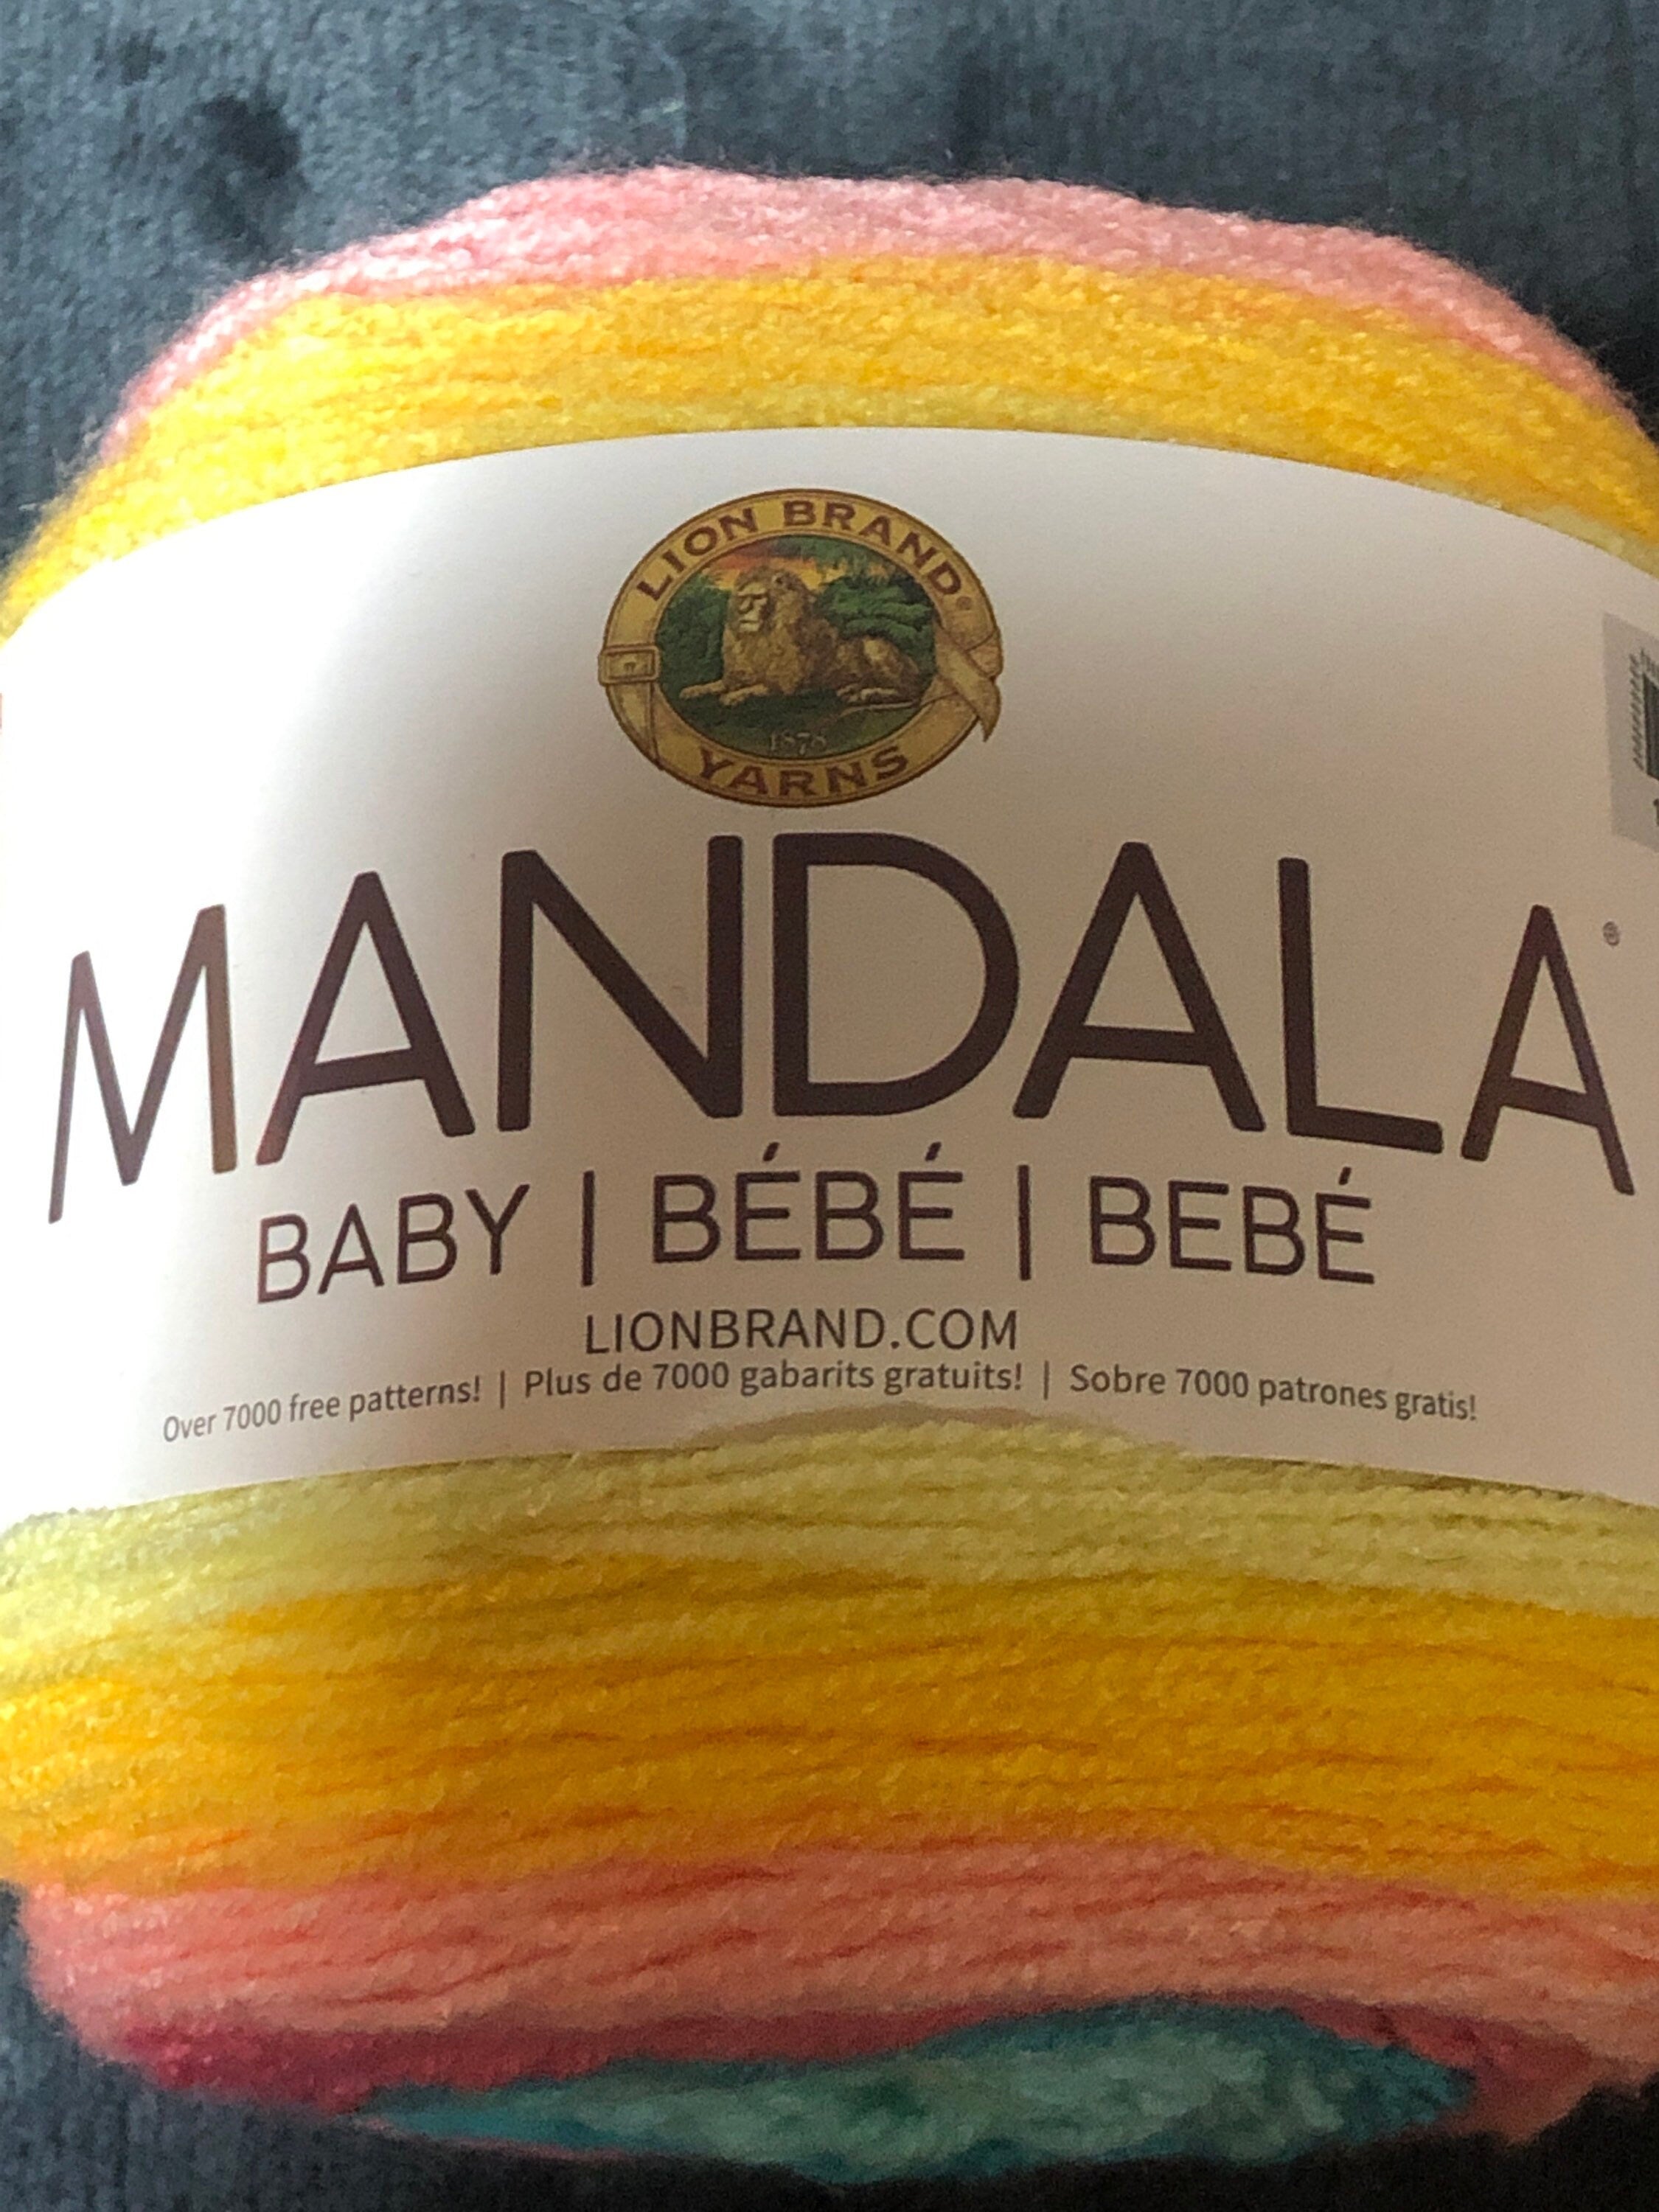 LION BRAND®
1878
YARNS
MANDALA®
BABY | BÉBÉ | BEBÉ
LIONBRAND.COM
Over 7000 free patterns! | Plus de 7000 gabarits gratuits! | Sobre 7000 patrones gratis!